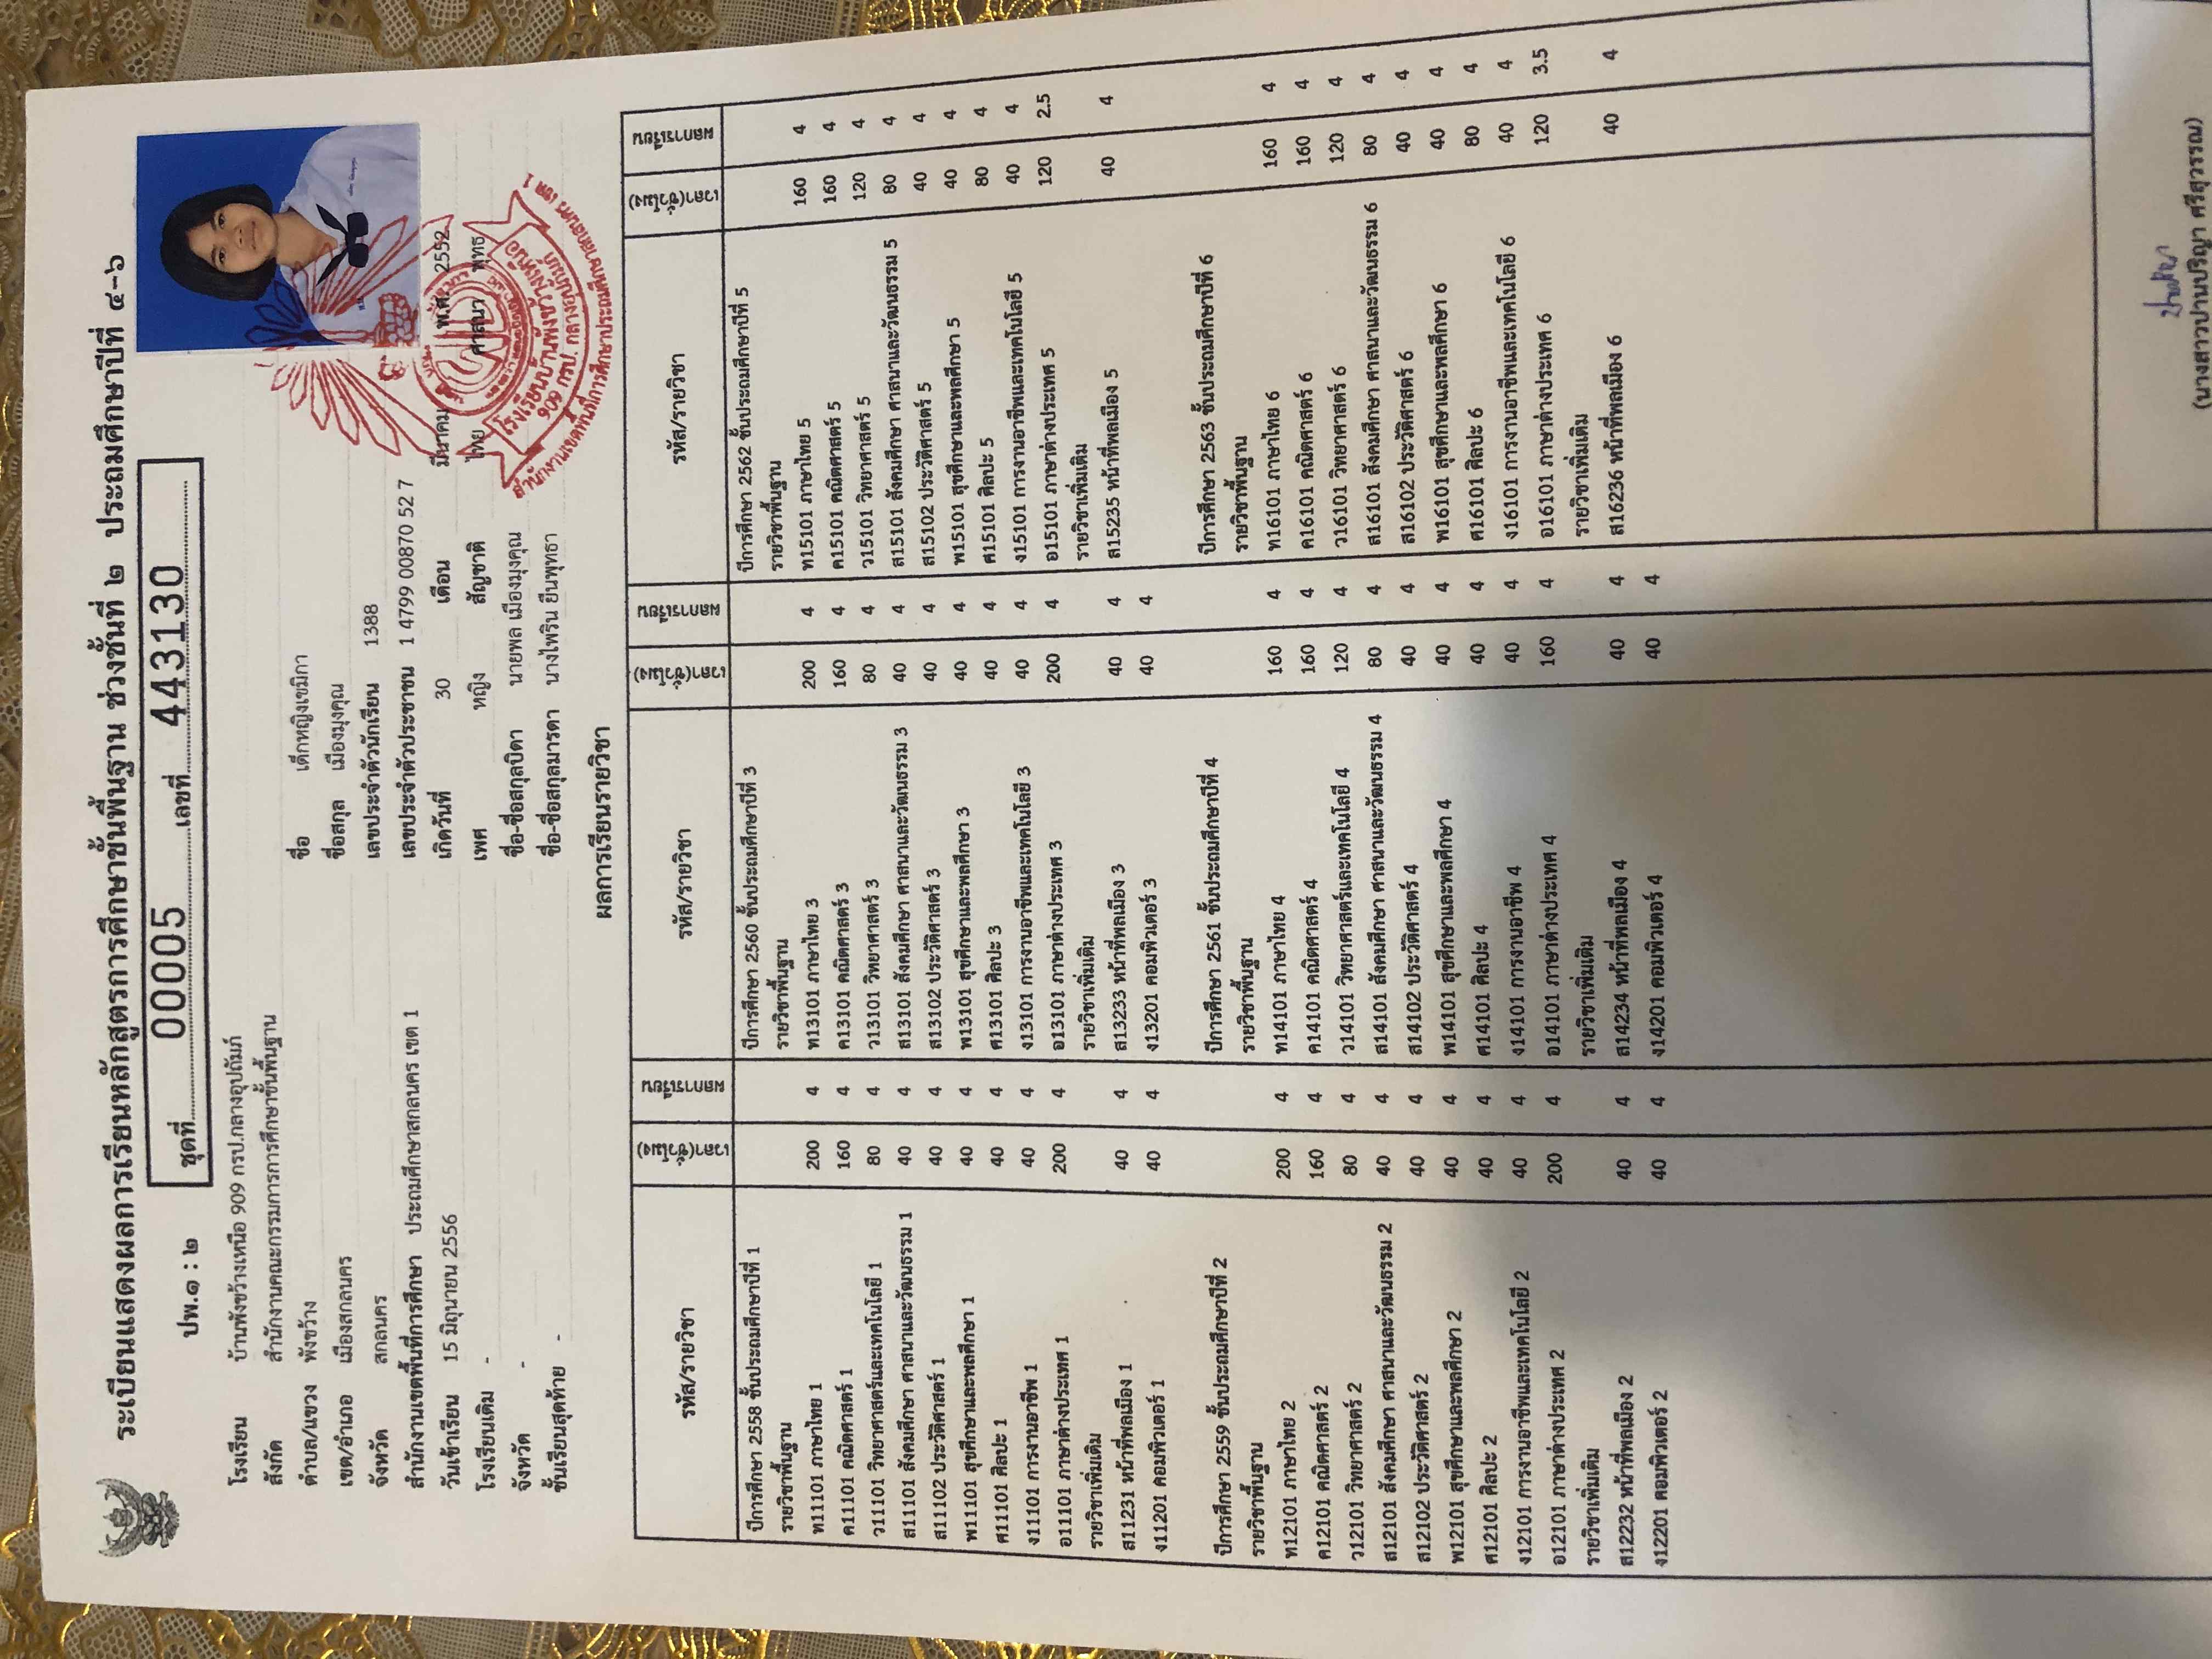 ระเบียนแสดงผลการเรียนหลักสูตรการศึกษาขั้นพื้นฐาน ช่วงชั้นที่ ๒ ประถมศึกษาปีที่ ๔-๖
ปพ.๑ : ๒
ชุดที่ 00005 เลขที่ 443130
โรงเรียน บ้านพังขว้างเหนือ 909 กรป.กลางอุปถัมภ์
สังกัด สำนักงานคณะกรรมการการศึกษาขั้นพื้นฐาน
ตำบล/แขวง พังขว้าง
เขต/อำเภอ เมืองสกลนคร
จังหวัด สกลนคร
สำนักงานเขตพื้นที่การศึกษา ประถมศึกษาสกลนคร เขต 1
วันเข้าเรียน 15 มิถุนายน 2556
โรงเรียนเดิม -
จังหวัด -
ชั้นเรียนสุดท้าย -
ชื่อ เด็กหญิงเขมิกา
ชื่อสกุล เมืองมุงคุณ
เลขประจำตัวนักเรียน 1388
เลขประจำตัวประชาชน 1 4799 00870 52 7
เกิดวันที่ 30 เดือน มีนาคม พ.ศ. 2552
เพศ หญิง สัญชาติ ไทย ศาสนา พุทธ
ชื่อ-ชื่อสกุลบิดา นายพล เมืองมุงคุณ
ชื่อ-ชื่อสกุลมารดา นางไพริน ยืนพุทธา
โรงเรียนบ้านพังขว้างเหนือ
909 กรป. กลางอุปถัมภ์
สำนักงานเขตพื้นที่การศึกษาประถมศึกษาสกลนคร เขต 1
ผลการเรียนรายวิชา
รหัส/รายวิชา เวลา(ชั่วโมง) ผลการเรียน
ปีการศึกษา 2558 ชั้นประถมศึกษาปีที่ 1
รายวิชาพื้นฐาน
ท11101 ภาษาไทย 1 200 4
ค11101 คณิตศาสตร์ 1 160 4
ว11101 วิทยาศาสตร์และเทคโนโลยี 1 80 4
ส11101 สังคมศึกษา ศาสนาและวัฒนธรรม 1 40 4
ส11102 ประวัติศาสตร์ 1 40 4
พ11101 สุขศึกษาและพลศึกษา 1 40 4
ศ11101 ศิลปะ 1 40 4
ง11101 การงานอาชีพ 1 40 4
อ11101 ภาษาต่างประเทศ 1 200 4
รายวิชาเพิ่มเติม
ส11231 หน้าที่พลเมือง 1 40 4
ง11201 คอมพิวเตอร์ 1 40 4
ปีการศึกษา 2559 ชั้นประถมศึกษาปีที่ 2
รายวิชาพื้นฐาน
ท12101 ภาษาไทย 2 200 4
ค12101 คณิตศาสตร์ 2 160 4
ว12101 วิทยาศาสตร์ 2 80 4
ส12101 สังคมศึกษา ศาสนาและวัฒนธรรม 2 40 4
ส12102 ประวัติศาสตร์ 2 40 4
พ12101 สุขศึกษาและพลศึกษา 2 40 4
ศ12101 ศิลปะ 2 40 4
ง12101 การงานอาชีพและเทคโนโลยี 2 40 4
อ12101 ภาษาต่างประเทศ 2 200 4
รายวิชาเพิ่มเติม
ส12232 หน้าที่พลเมือง 2 40 4
ง12201 คอมพิวเตอร์ 2 40 4
รหัส/รายวิชา เวลา(ชั่วโมง) ผลการเรียน
ปีการศึกษา 2560 ชั้นประถมศึกษาปีที่ 3
รายวิชาพื้นฐาน
ท13101 ภาษาไทย 3 200 4
ค13101 คณิตศาสตร์ 3 160 4
ว13101 วิทยาศาสตร์ 3 80 4
ส13101 สังคมศึกษา ศาสนาและวัฒนธรรม 3 40 4
ส13102 ประวัติศาสตร์ 3 40 4
พ13101 สุขศึกษาและพลศึกษา 3 40 4
ศ13101 ศิลปะ 3 40 4
ง13101 การงานอาชีพและเทคโนโลยี 3 40 4
อ13101 ภาษาต่างประเทศ 3 200 4
รายวิชาเพิ่มเติม
ส13233 หน้าที่พลเมือง 3 40 4
ง13201 คอมพิวเตอร์ 3 40 4
ปีการศึกษา 2561 ชั้นประถมศึกษาปีที่ 4
รายวิชาพื้นฐาน
ท14101 ภาษาไทย 4 160 4
ค14101 คณิตศาสตร์ 4 160 4
ว14101 วิทยาศาสตร์และเทคโนโลยี 4 120 4
ส14101 สังคมศึกษา ศาสนาและวัฒนธรรม 4 80 4
ส14102 ประวัติศาสตร์ 4 40 4
พ14101 สุขศึกษาและพลศึกษา 4 40 4
ศ14101 ศิลปะ 4 40 4
ง14101 การงานอาชีพ 4 40 4
อ14101 ภาษาต่างประเทศ 4 160 4
รายวิชาเพิ่มเติม
ส14234 หน้าที่พลเมือง 4 40 4
ง14201 คอมพิวเตอร์ 4 40 4
รหัส/รายวิชา เวลา(ชั่วโมง) ผลการเรียน
ปีการศึกษา 2562 ชั้นประถมศึกษาปีที่ 5
รายวิชาพื้นฐาน
ท15101 ภาษาไทย 5 160 4
ค15101 คณิตศาสตร์ 5 160 4
ว15101 วิทยาศาสตร์ 5 120 4
ส15101 สังคมศึกษา ศาสนาและวัฒนธรรม 5 80 4
ส15102 ประวัติศาสตร์ 5 40 4
พ15101 สุขศึกษาและพลศึกษา 5 40 4
ศ15101 ศิลปะ 5 80 4
ง15101 การงานอาชีพและเทคโนโลยี 5 40 4
อ15101 ภาษาต่างประเทศ 5 120 2.5
รายวิชาเพิ่มเติม
ส15235 หน้าที่พลเมือง 5 40 4
ปีการศึกษา 2563 ชั้นประถมศึกษาปีที่ 6
รายวิชาพื้นฐาน
ท16101 ภาษาไทย 6 160 4
ค16101 คณิตศาสตร์ 6 160 4
ว16101 วิทยาศาสตร์ 6 120 4
ส16101 สังคมศึกษา ศาสนาและวัฒนธรรม 6 80 4
ส16102 ประวัติศาสตร์ 6 40 4
พ16101 สุขศึกษาและพลศึกษา 6 40 4
ศ16101 ศิลปะ 6 80 4
ง16101 การงานอาชีพและเทคโนโลยี 6 40 4
อ16101 ภาษาต่างประเทศ 6 120 3.5
รายวิชาเพิ่มเติม
ส16236 หน้าที่พลเมือง 6 40 4
(นางสาวปานปริญา ศรีสุวรรณ)